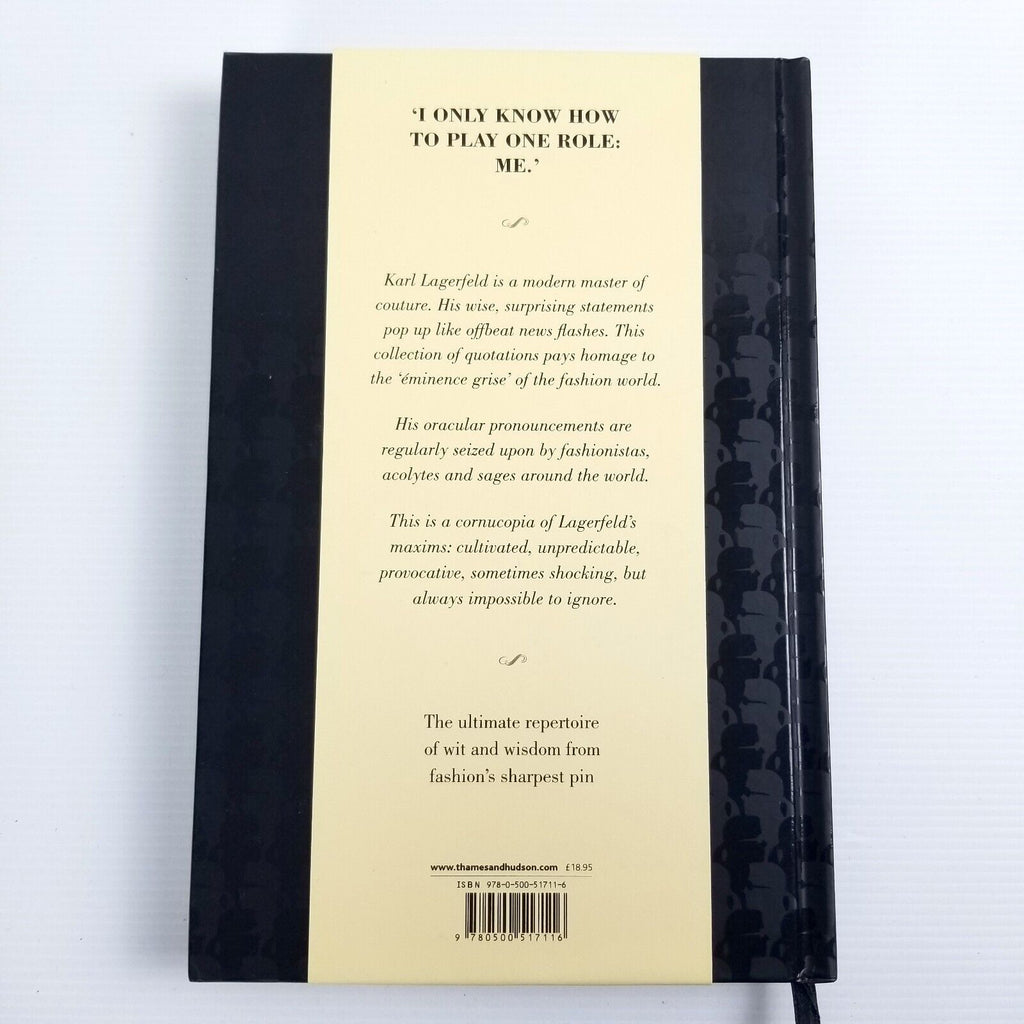 ‘I ONLY KNOW HOW
TO PLAY ONE ROLE:
ME.’
Karl Lagerfeld is a modern master of
couture. His wise, surprising statements
pop up like offbeat news flashes. This
collection of quotations pays homage to
the ‘éminence grise’ of the fashion world.
His oracular pronouncements are
regularly seized upon by fashionistas,
acolytes and sages around the world.
This is a cornucopia of Lagerfeld’s
maxims: cultivated, unpredictable,
provocative, sometimes shocking, but
always impossible to ignore.
The ultimate repertoire
of wit and wisdom from
fashion’s sharpest pin
www.thamesandhudson.com £18.95
ISBN 978-0-500-51711-6
9 780500 517116